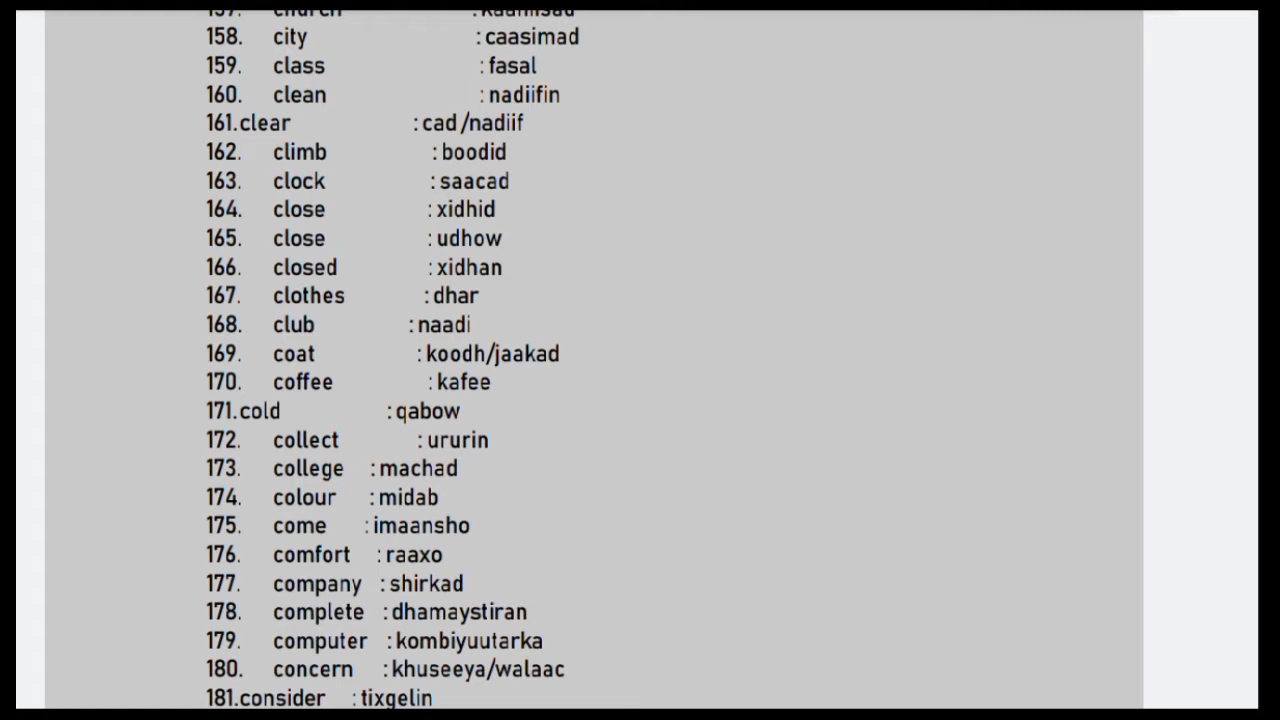 158. city : caasimad
159. class : fasal
160. clean : nadiifin
161.clear : cad/nadiif
162. climb : boodid
163. clock : saacad
164. close : xidhid
165. close : udhow
166. closed : xidhan
167. clothes : dhar
168. club : naadi
169. coat : koodh/jaakad
170. coffee : kafee
171.cold : qabow
172. collect : ururin
173. college : machad
174. colour : midab
175. come : imaansho
176. comfort : raaxo
177. company : shirkad
178. complete : dhamaystiran
179. computer : kombiyuutarka
180. concern : khuseeya/walaac
181.consider : tixgelin